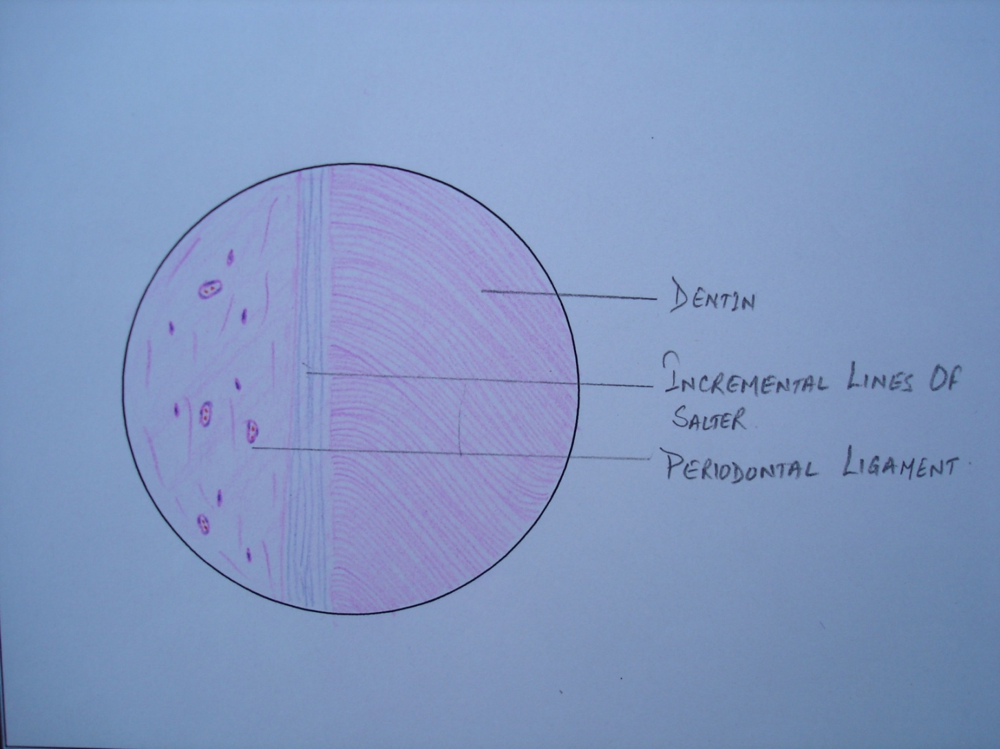 DENTIN
INCREMENTAL LINES OF
SALTER
PERIODONTAL LIGAMENT